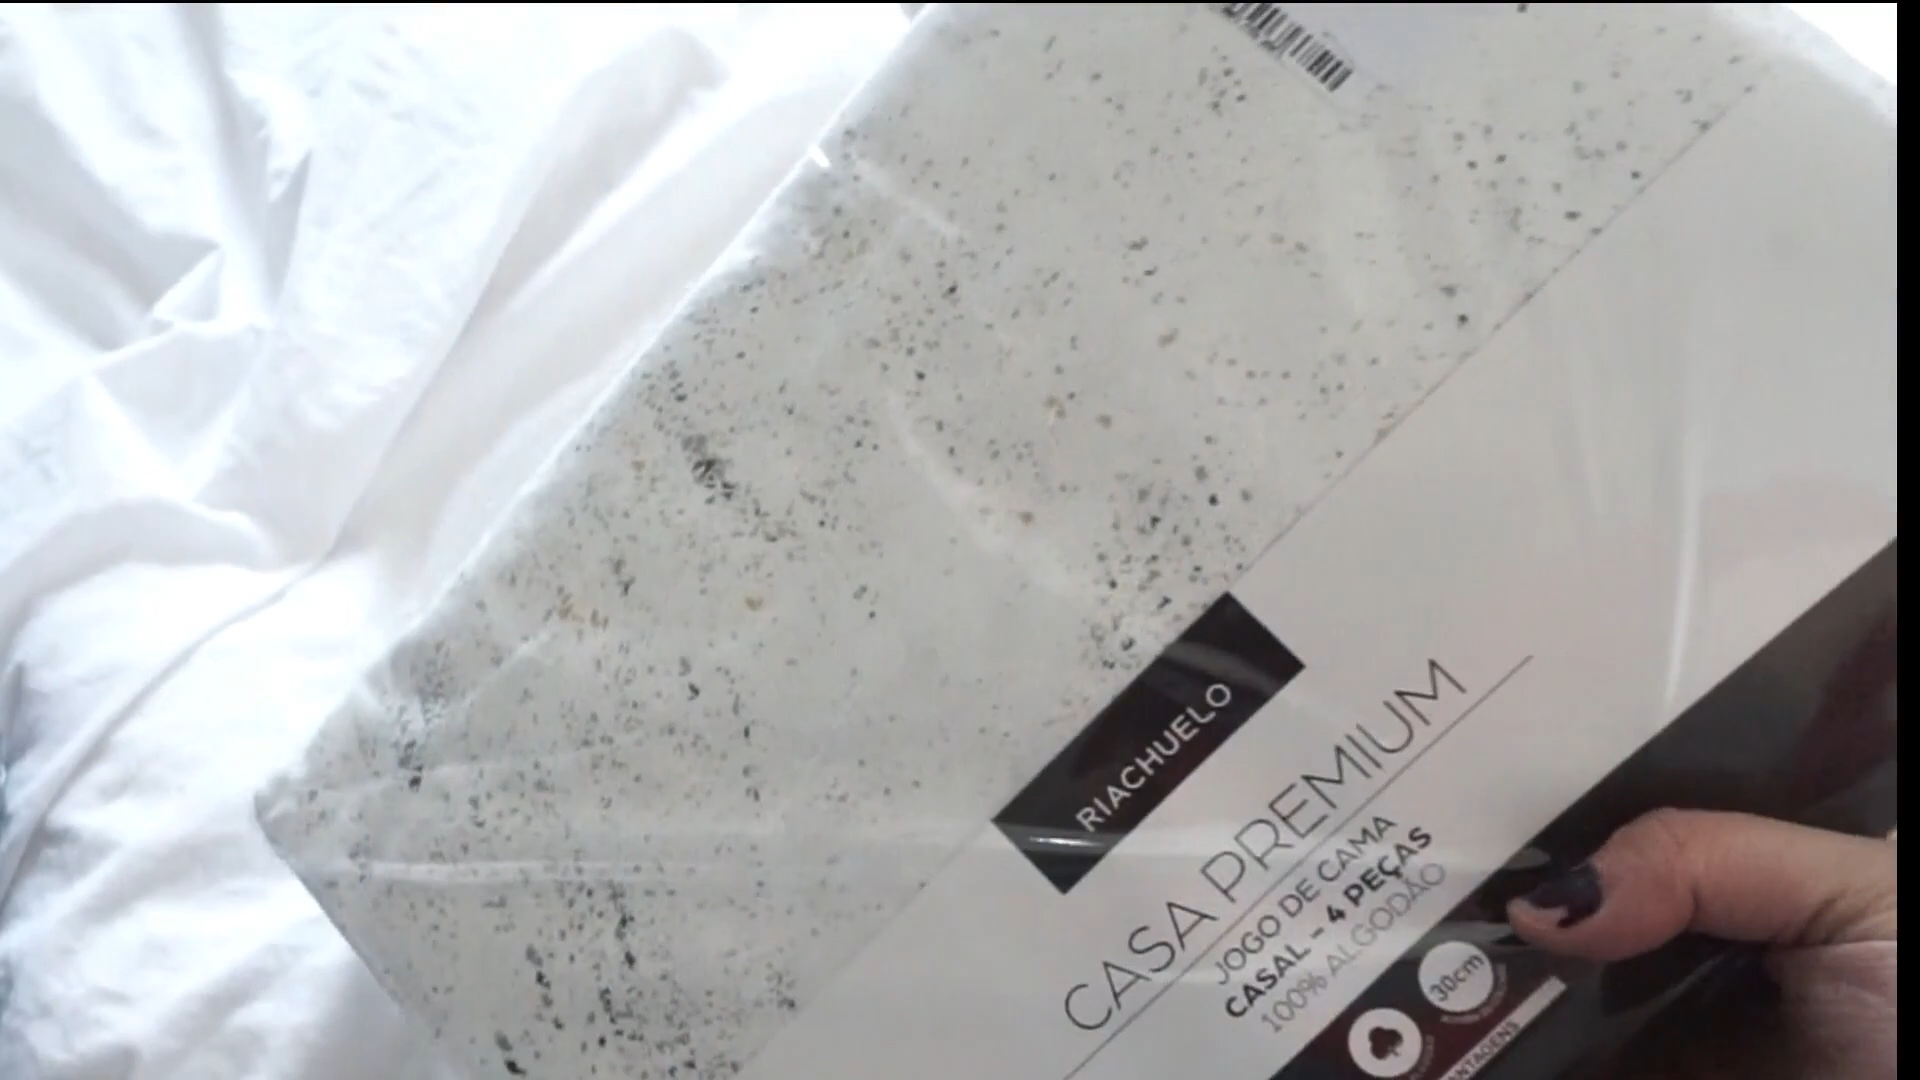 RIACHUELO
CASA PREMIUM
JOGO DE CAMA
CASAL - 4 PEÇAS
100% ALGODÃO
30cm